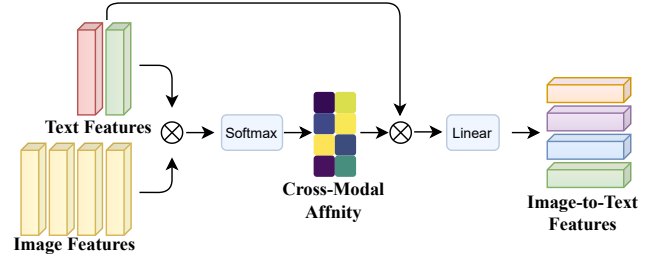 Text Features
Softmax
Linear
Cross-Modal
Affnity
Image Features
Image-to-Text
Features